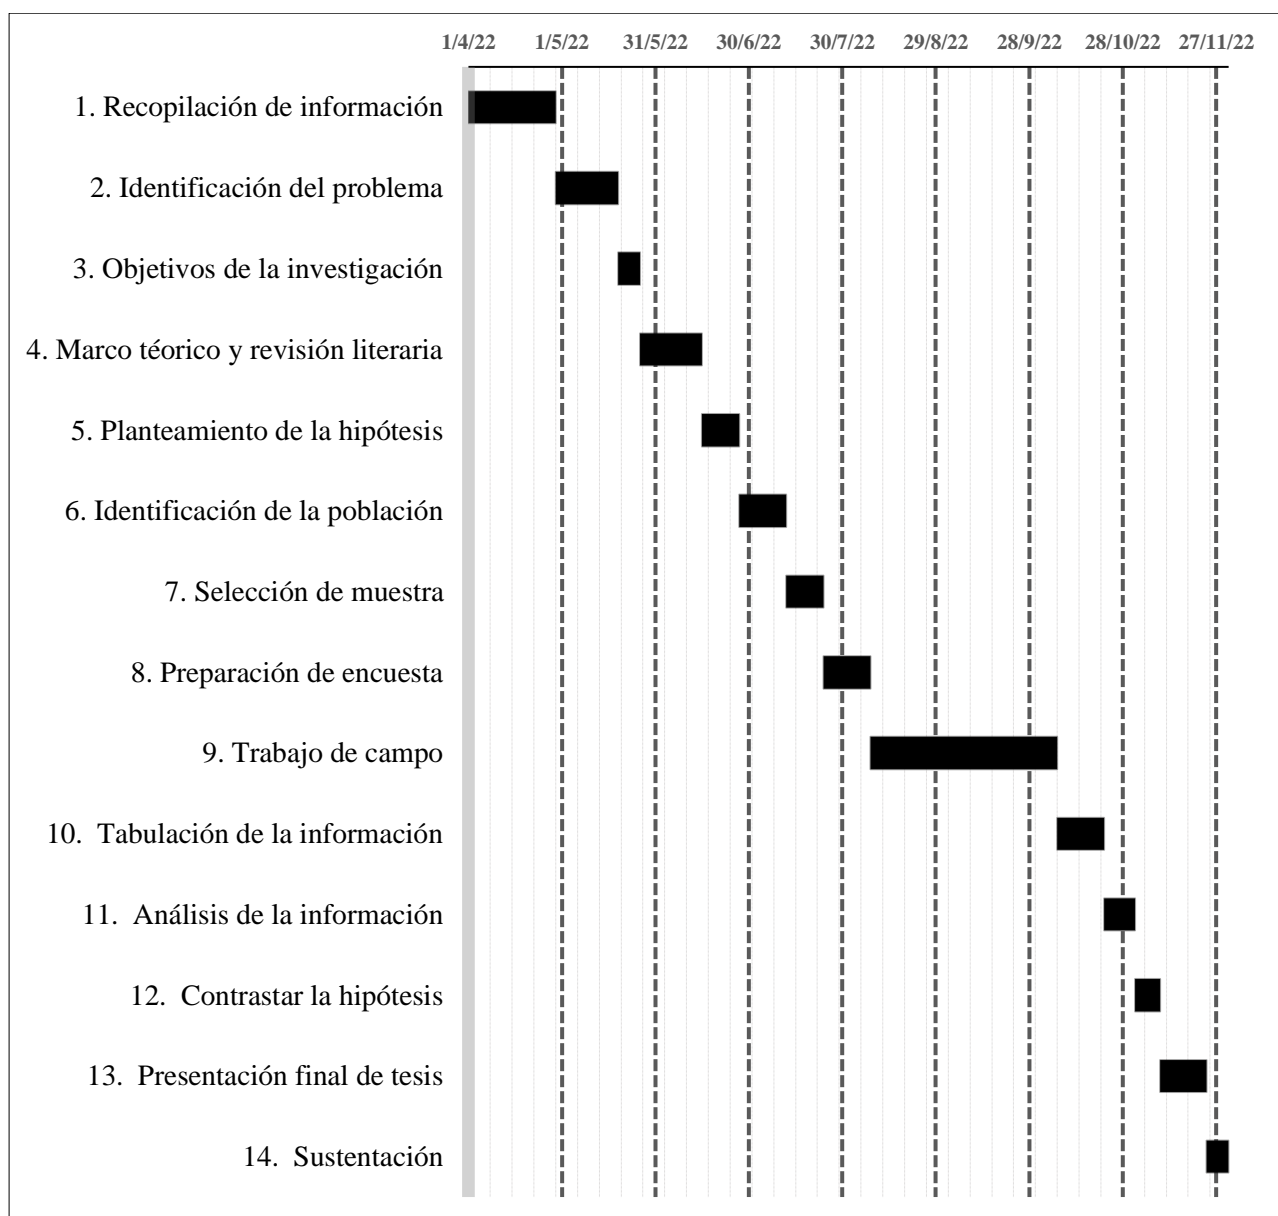 1/4/22 1/5/22 31/5/22 30/6/22 30/7/22 29/8/22 28/9/22 28/10/22 27/11/22
1. Recopilación de información
2. Identificación del problema
3. Objetivos de la investigación
4. Marco téorico y revisión literaria
5. Planteamiento de la hipótesis
6. Identificación de la población
7. Selección de muestra
8. Preparación de encuesta
9. Trabajo de campo
10. Tabulación de la información
11. Análisis de la información
12. Contrastar la hipótesis
13. Presentación final de tesis
14. Sustentación